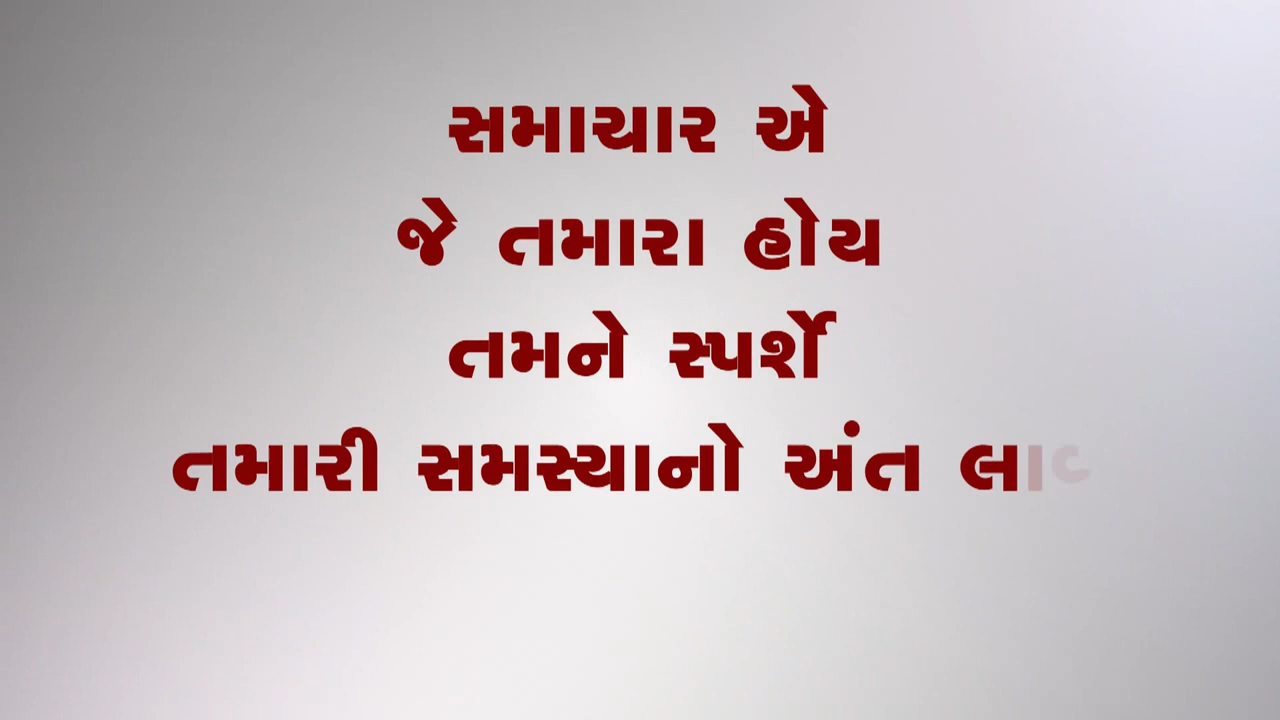 સમાચાર એ
જે તમારા હોય
તમને સ્પર્શે
તમારી સમસ્યાનો અંત